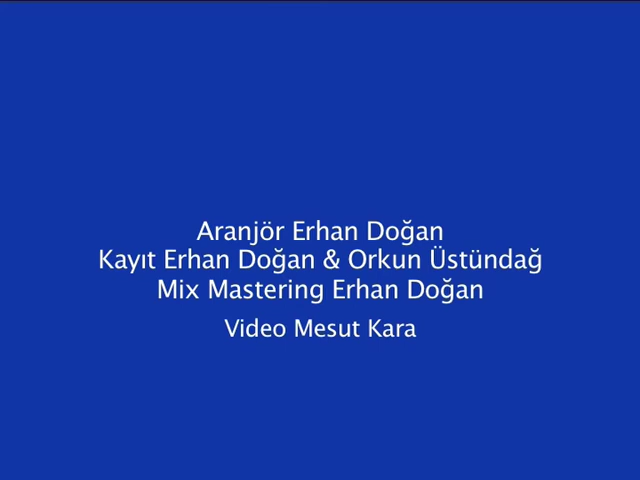 Aranjör Erhan Doğan
Kayıt Erhan Doğan & Orkun Üstündağ
Mix Mastering Erhan Doğan
Video Mesut Kara